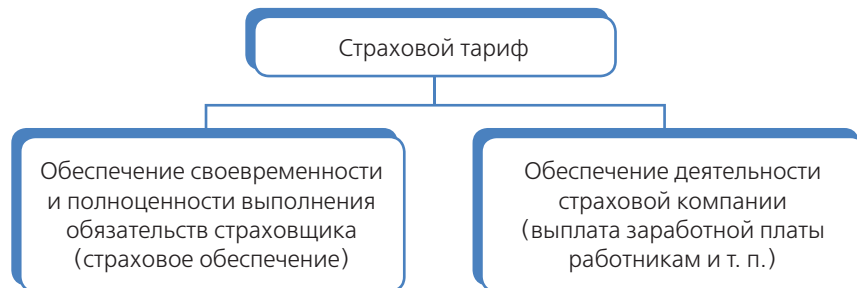 Страховой тариф
Обеспечение своевременности
и полноценности выполнения
обязательств страховщика
(страховое обеспечение)
Обеспечение деятельности
страховой компании
(выплата заработной платы
работникам и т. п.)